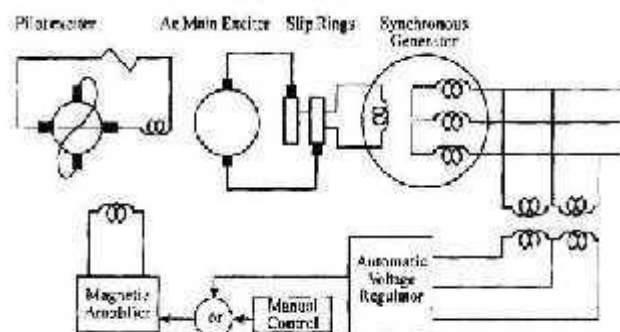 Pilot exciter
Ac Main Exciter
Slip Rings
Synchronous
Generator
Automatic
Voltage
Regulator
Magnetic
Amplifier
or
Manual
Control